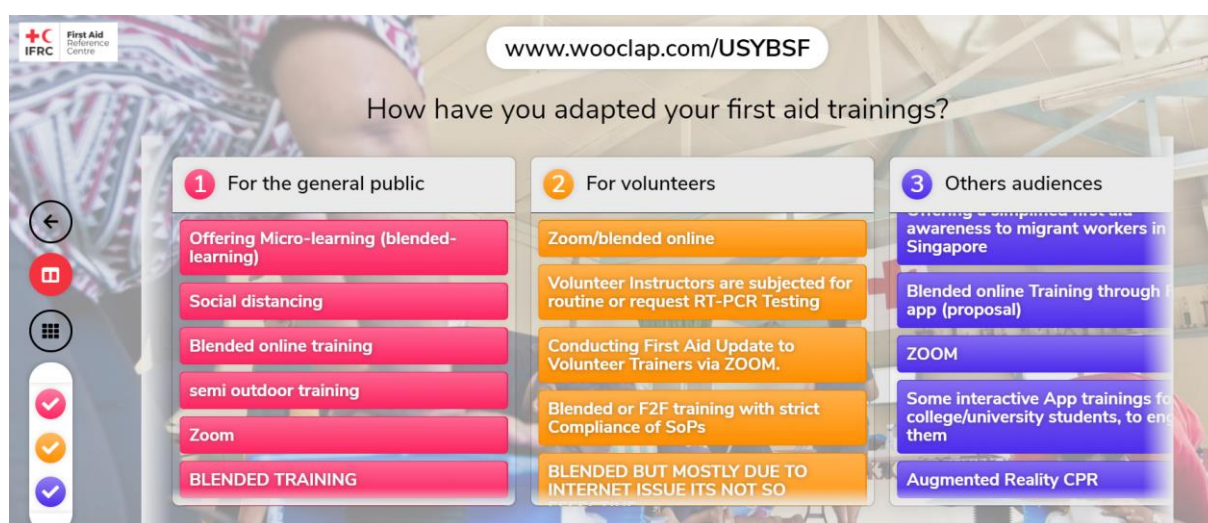 IFRC
First Aid
Reference
Centre
www.wooclap.com/USYBSF
How have you adapted your first aid trainings?
1 For the general public
Offering Micro-learning (blended-
learning)
Social distancing
Blended online training
semi outdoor training
Zoom
BLENDED TRAINING
2 For volunteers
Zoom/blended online
Volunteer Instructors are subjected for
routine or request RT-PCR Testing
Conducting First Aid Update to
Volunteer Trainers via ZOOM.
Blended or F2F training with strict
Compliance of SoPs
BLENDED BUT MOSTLY DUE TO
INTERNET ISSUE ITS NOT SO
3 Others audiences
Offering a simplified first aid
awareness to migrant workers in
Singapore
Blended online Training through
app (proposal)
ZOOM
Some interactive App trainings
college/university students, to
them
Augmented Reality CPR